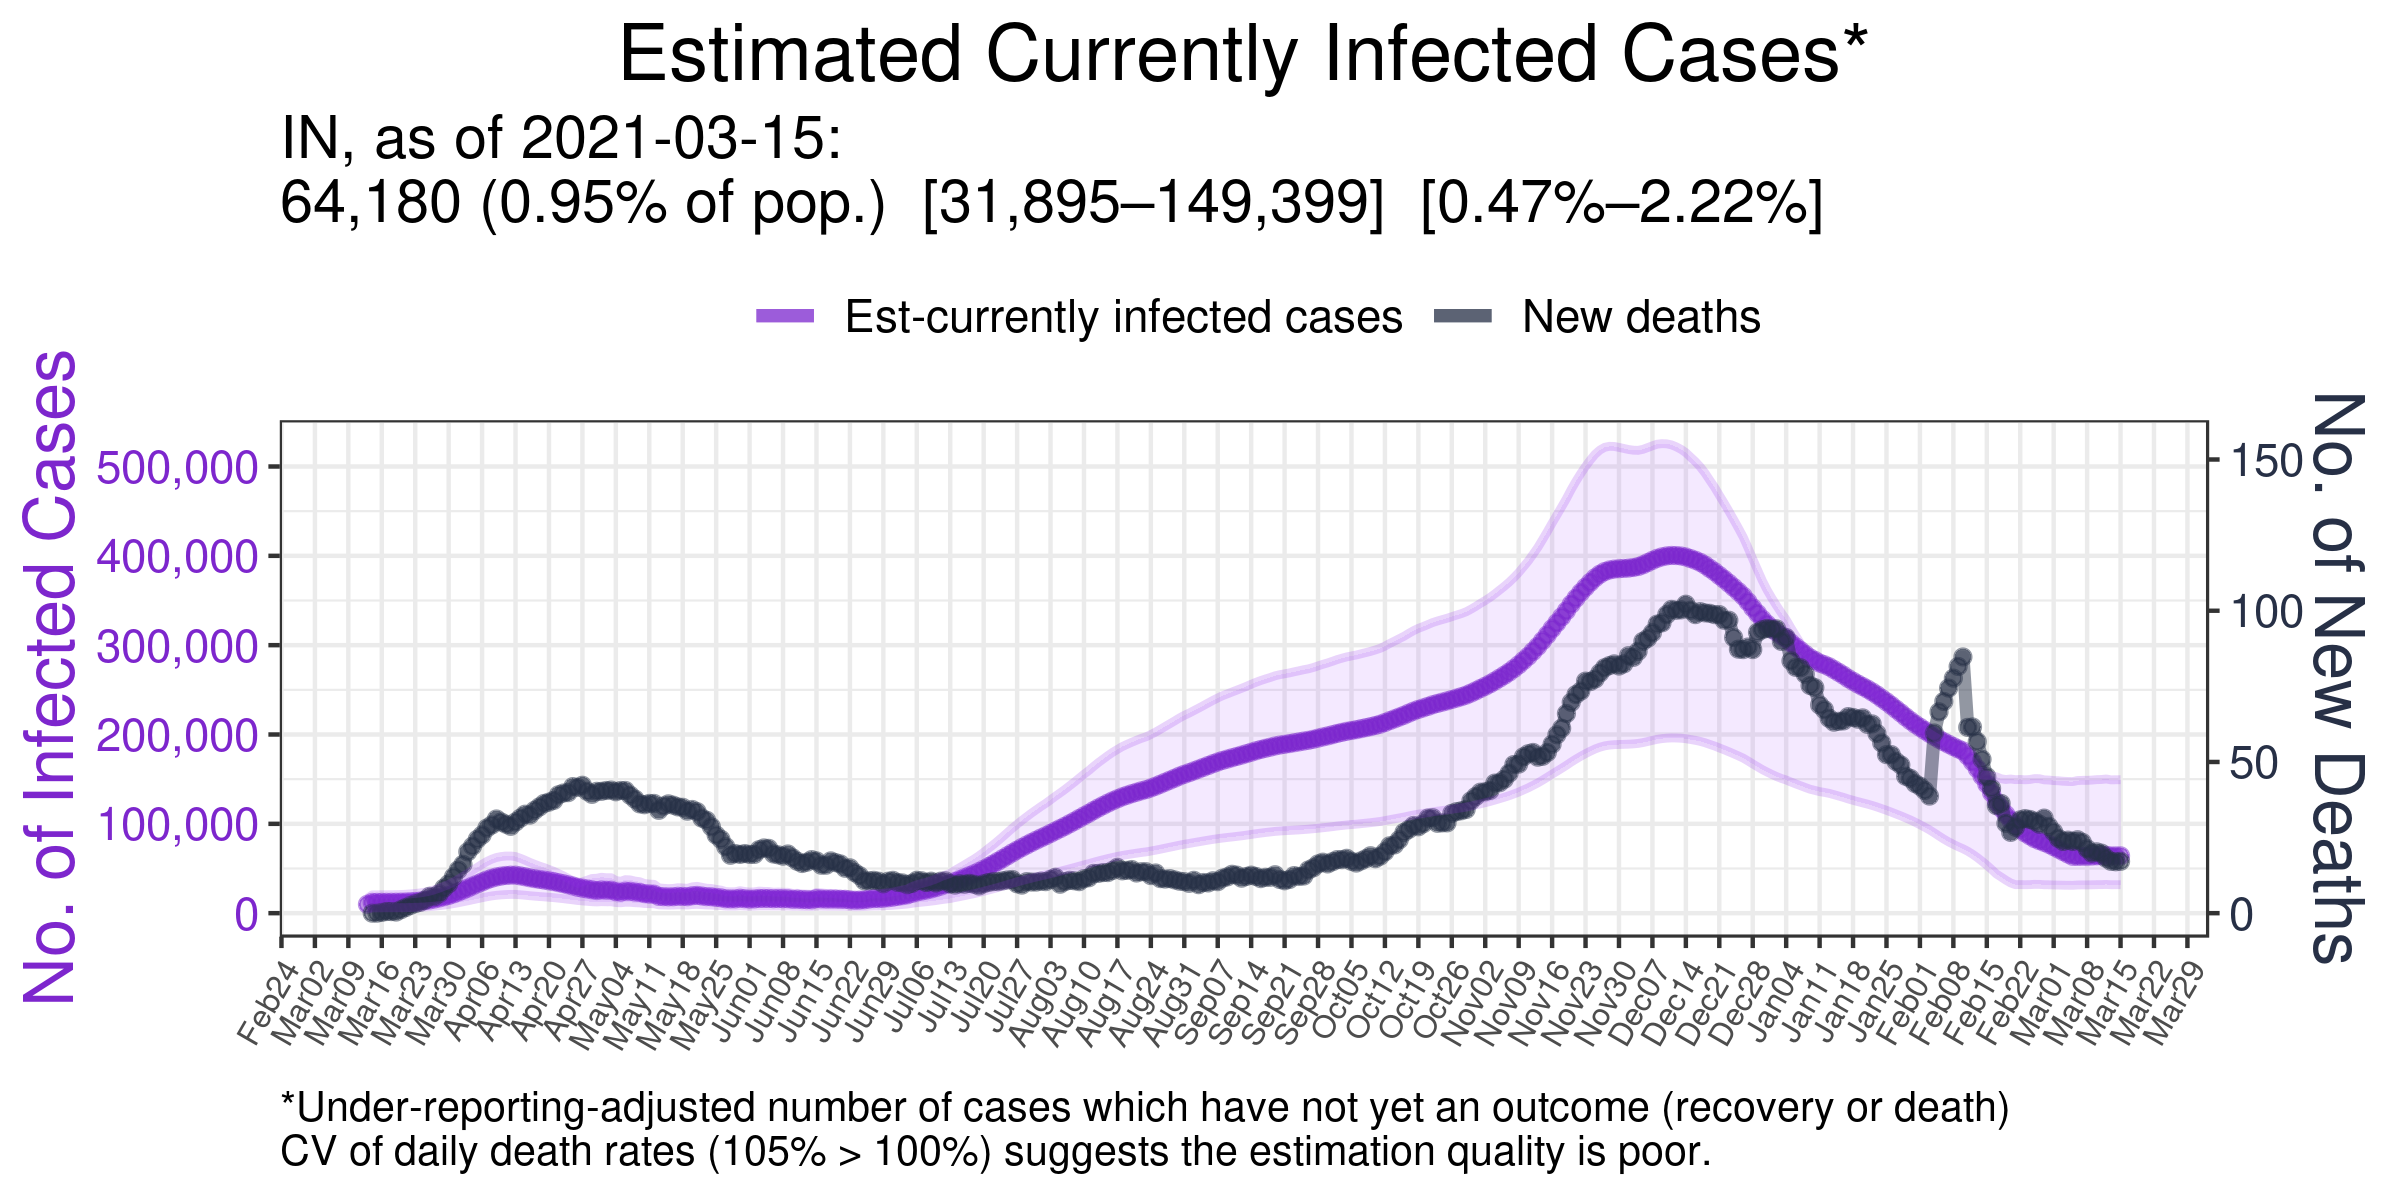 Estimated Currently Infected Cases*
IN, as of 2021-03-15:
64,180 (0.95% of pop.)  [31,895–149,399]  [0.47%–2.22%]
Est-currently infected cases
New deaths
No. of Infected Cases
500,000
400,000
300,000
200,000
100,000
0
150
100
50
0
No. of New Deaths
Feb24
Mar02
Mar09
Mar16
Mar23
Mar30
Apr06
Apr13
Apr20
Apr27
May04
May11
May18
May25
Jun01
Jun08
Jun15
Jun22
Jun29
Jul06
Jul13
Jul20
Jul27
Aug03
Aug10
Aug17
Aug24
Aug31
Sep07
Sep14
Sep21
Sep28
Oct05
Oct12
Oct19
Oct26
Nov02
Nov09
Nov16
Nov23
Nov30
Dec07
Dec14
Dec21
Dec28
Jan04
Jan11
Jan18
Jan25
Feb01
Feb08
Feb15
Feb22
Mar01
Mar08
Mar15
Mar22
Mar29
*Under-reporting-adjusted number of cases which have not yet an outcome (recovery or death)
CV of daily death rates (105% > 100%) suggests the estimation quality is poor.